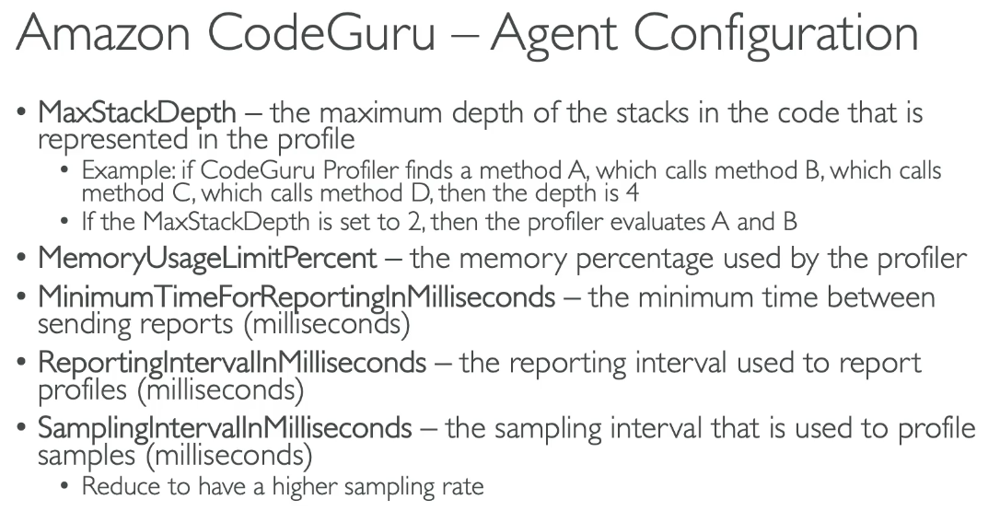 Amazon CodeGuru – Agent Configuration
• MaxStackDepth – the maximum depth of the stacks in the code that is
represented in the profile
• Example: if CodeGuru Profiler finds a method A, which calls method B, which calls
method C, which calls method D, then the depth is 4
• If the MaxStackDepth is set to 2, then the profiler evaluates A and B
• MemoryUsageLimitPercent – the memory percentage used by the profiler
• MinimumTimeForReportingInMilliseconds – the minimum time between
sending reports (milliseconds)
• ReportingIntervalInMilliseconds – the reporting interval used to report
profiles (milliseconds)
• SamplingIntervalInMilliseconds – the sampling interval that is used to profile
samples (milliseconds)
• Reduce to have a higher sampling rate